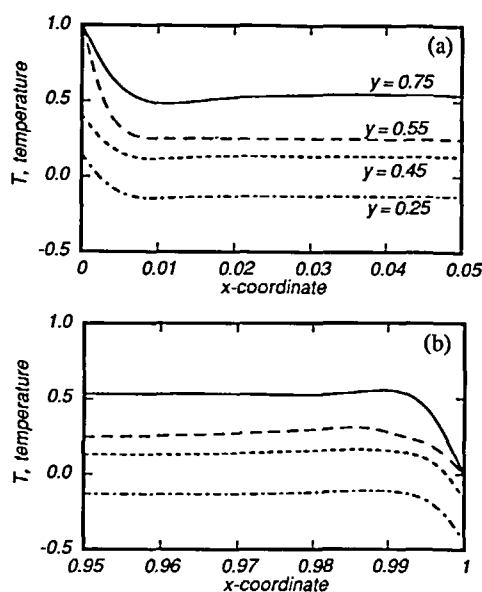 1.0
(a)
y = 0.75
0.5
T, temperature
y = 0.55
y = 0.45
0.0
y = 0.25
-0.5
0 0.01 0.02 0.03 0.04 0.05
x-coordinate
1.0
(b)
0.5
T, temperature
0.0
-0.5
0.95 0.96 0.97 0.98 0.99 1
x-coordinate